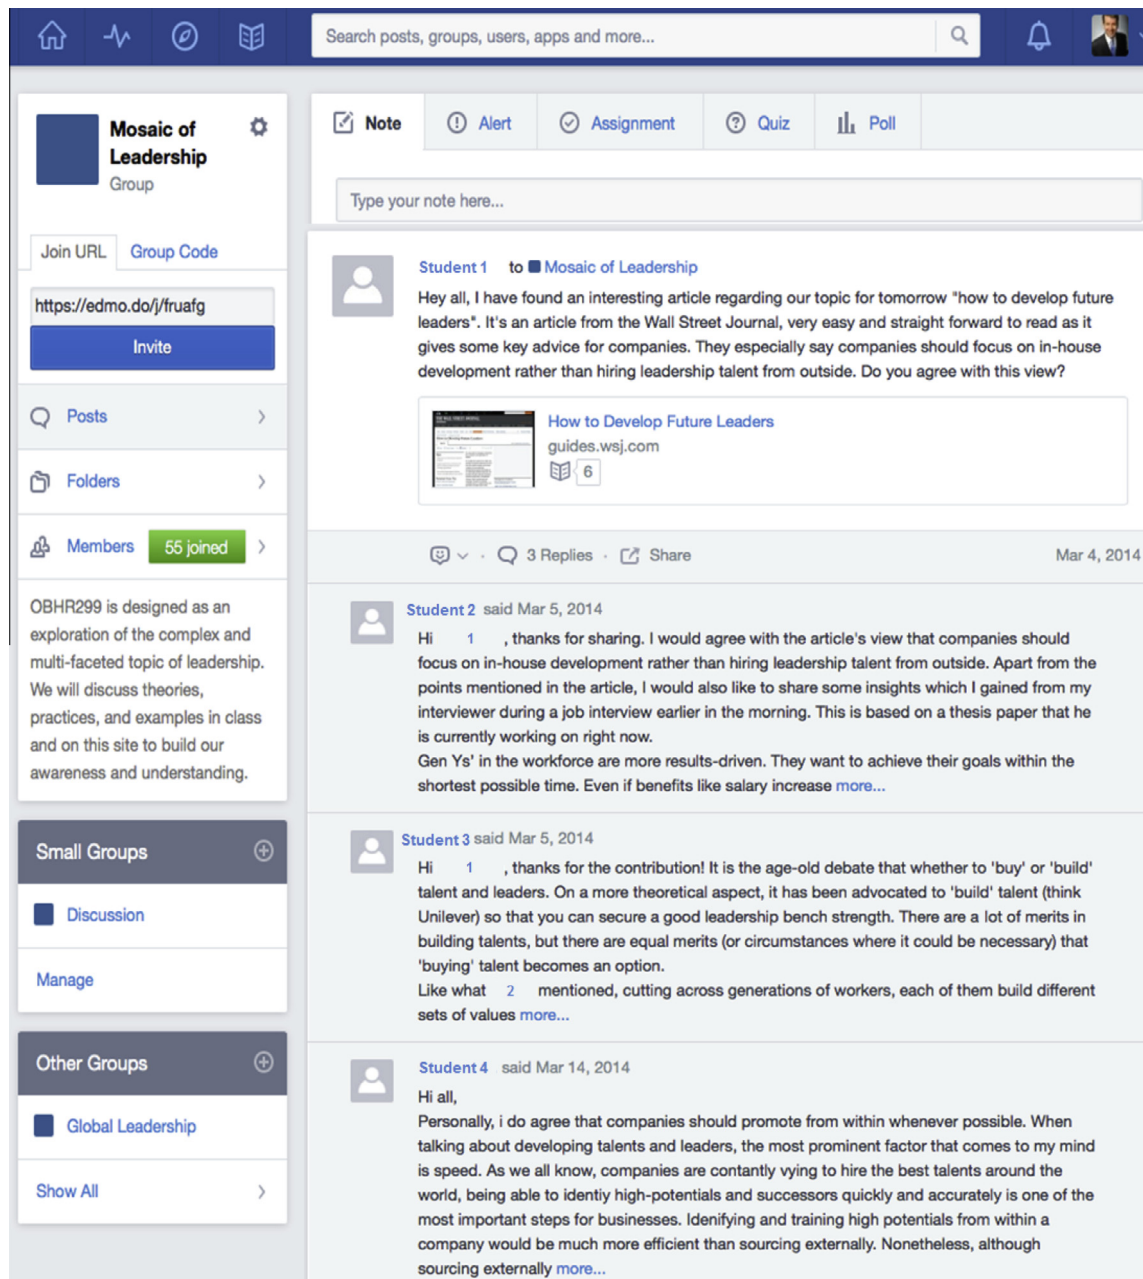 Search posts, groups, users, apps and more...
Mosaic of
Leadership
Group
Join URL
Group Code
https://edmo.do/j/fruafg
Invite
Posts
Folders
Members
55 joined
OBHR299 is designed as an
exploration of the complex and
multi-faceted topic of leadership.
We will discuss theories,
practices, and examples in class
and on this site to build our
awareness and understanding.
Small Groups
Discussion
Manage
Other Groups
Global Leadership
Show All
Note
Alert
Assignment
Quiz
Poll
Type your note here...
Student 1 to Mosaic of Leadership
Hey all, I have found an interesting article regarding our topic for tomorrow "how to develop future
leaders". It's an article from the Wall Street Journal, very easy and straight forward to read as it
gives some key advice for companies. They especially say companies should focus on in-house
development rather than hiring leadership talent from outside. Do you agree with this view?
How to Develop Future Leaders
guides.wsj.com
6
3 Replies · Share
Mar 4, 2014
Student 2 said Mar 5, 2014
Hi 1 , thanks for sharing. I would agree with the article's view that companies should
focus on in-house development rather than hiring leadership talent from outside. Apart from the
points mentioned in the article, I would also like to share some insights which I gained from my
interviewer during a job interview earlier in the morning. This is based on a thesis paper that he
is currently working on right now.
Gen Ys' in the workforce are more results-driven. They want to achieve their goals within the
shortest possible time. Even if benefits like salary increase more...
Student 3 said Mar 5, 2014
Hi 1 , thanks for the contribution! It is the age-old debate that whether to 'buy' or 'build'
talent and leaders. On a more theoretical aspect, it has been advocated to 'build' talent (think
Unilever) so that you can secure a good leadership bench strength. There are a lot of merits in
building talents, but there are equal merits (or circumstances where it could be necessary) that
'buying' talent becomes an option.
Like what 2 mentioned, cutting across generations of workers, each of them build different
sets of values more...
Student 4 said Mar 14, 2014
Hi all,
Personally, i do agree that companies should promote from within whenever possible. When
talking about developing talents and leaders, the most prominent factor that comes to my mind
is speed. As we all know, companies are contantly vying to hire the best talents around the
world, being able to identiy high-potentials and successors quickly and accurately is one of the
most important steps for businesses. Idenifying and training high potentials from within a
company would be much more efficient than sourcing externally. Nonetheless, although
sourcing externally more...